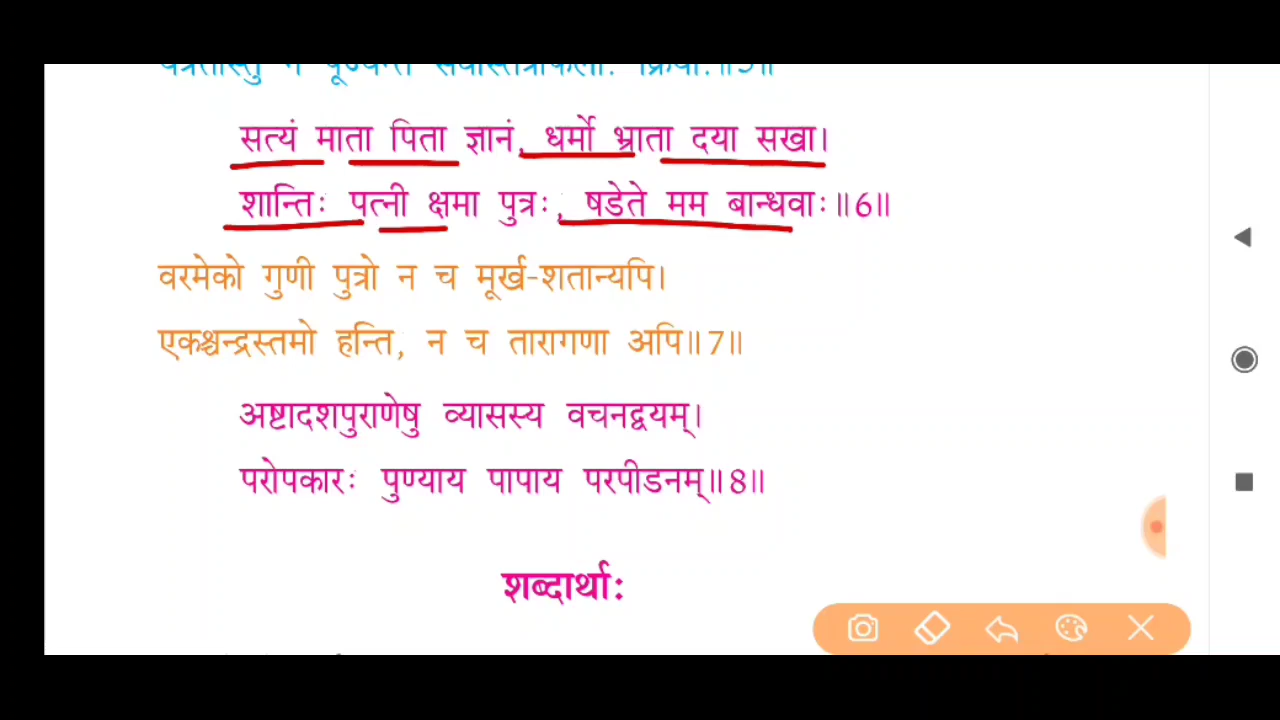 सत्यं माता पिता ज्ञानं, धर्मो भ्राता दया सखा।
शान्तिः पत्नी क्षमा पुत्रः, षडेते मम बान्धवाः॥6॥
वरमेको गुणी पुत्रो न च मूर्ख-शतान्यपि।
एकश्चन्द्रस्तमो हन्ति, न च तारागणा अपि॥7॥
अष्टादशपुराणेषु व्यासस्य वचनद्वयम्।
परोपकारः पुण्याय पापाय परपीडनम्॥8॥
शब्दार्थाः